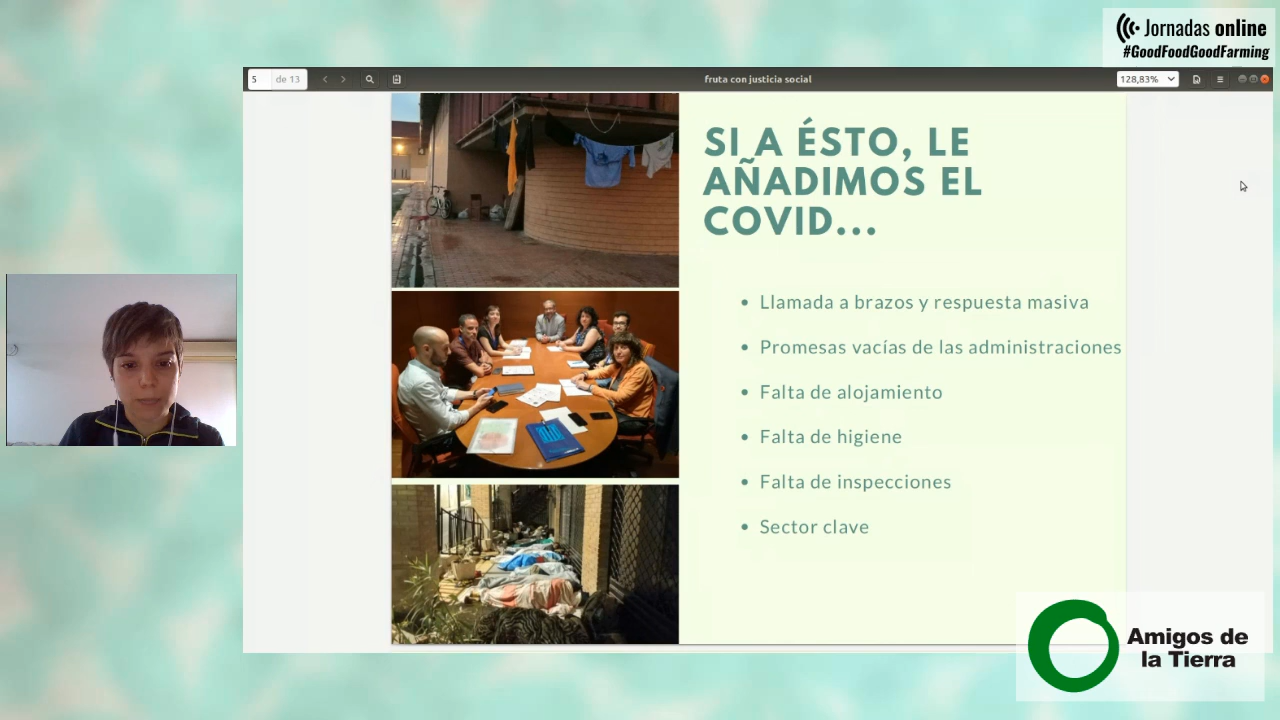 Jornadas online
#GoodFoodGoodFarming
5 de 13
fruta con justicia social
128,83%
SI A ÉSTO, LE
AÑADIMOS EL
COVID...
• Llamada a brazos y respuesta masiva
• Promesas vacías de las administraciones
• Falta de alojamiento
• Falta de higiene
• Falta de inspecciones
• Sector clave
Amigos de
la Tierra